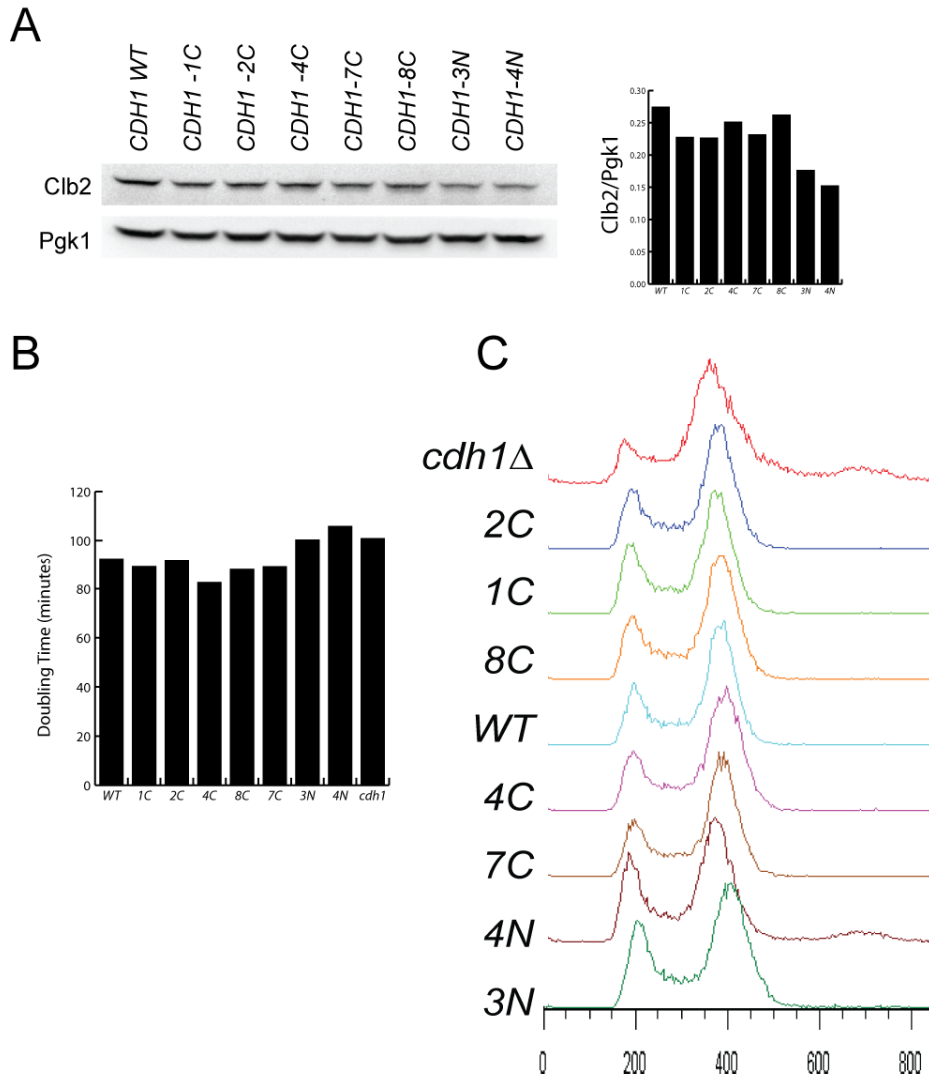 A
CDH1 WT
CDH1 -1C
CDH1 -2C
CDH1 -4C
CDH1-7C
CDH1-8C
CDH1-3N
CDH1-4N
Clb2
Pgk1
Clb2/Pgk1
0.30
0.25
0.20
0.15
0.10
0.05
0.00
WT 1C 2C 4C 7C 8C 3N 4N
B
Doubling Time (minutes)
120
100
80
60
40
20
0
WT 1C 2C 4C 8C 7C 3N 4N cdh1
C
cdh1Δ
2C
1C
8C
WT
4C
7C
4N
3N
0 200 400 600 800